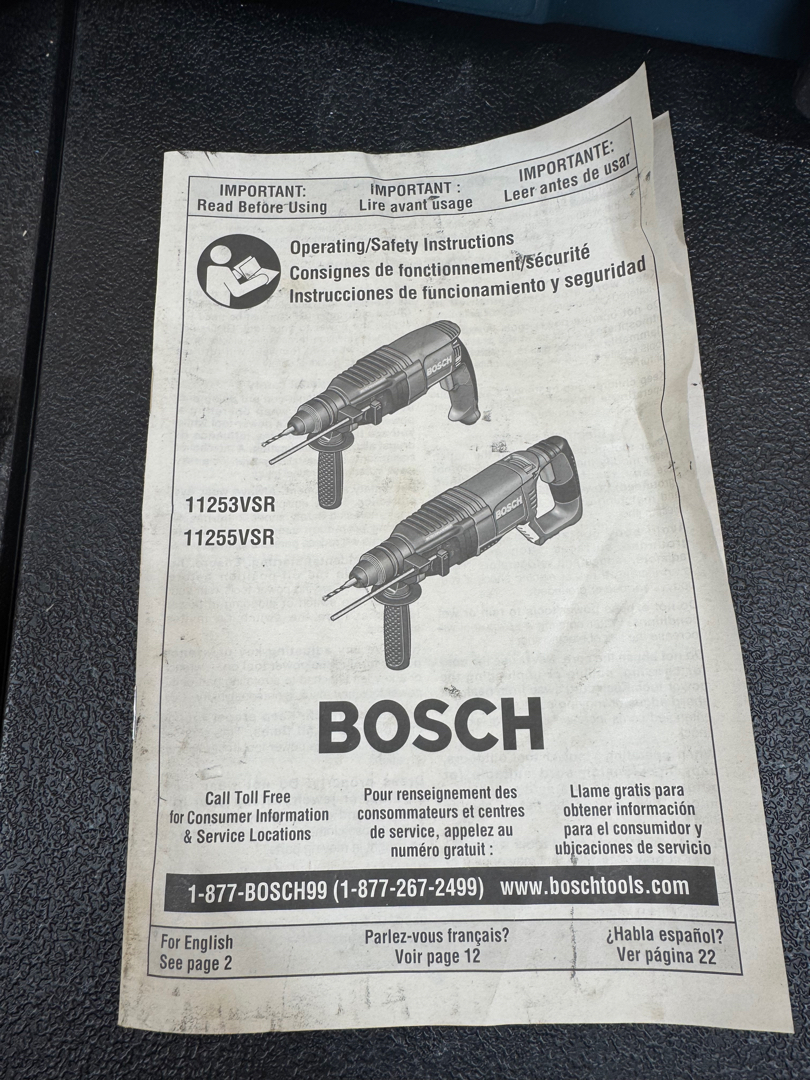 IMPORTANT:
Read Before Using
IMPORTANT :
Lire avant usage
IMPORTANTE:
Leer antes de usar
Operating/Safety Instructions
Consignes de fonctionnement/sécurité
Instrucciones de funcionamiento y seguridad
BOSCH
BOSCH
11253VSR
11255VSR
BOSCH
Call Toll Free
for Consumer Information
& Service Locations
Pour renseignement des
consommateurs et centres
de service, appelez au
numéro gratuit :
Llame gratis para
obtener información
para el consumidor y
ubicaciones de servicio
1-877-BOSCH99 (1-877-267-2499) www.boschtools.com
For English
See page 2
Parlez-vous français?
Voir page 12
¿Habla español?
Ver página 22